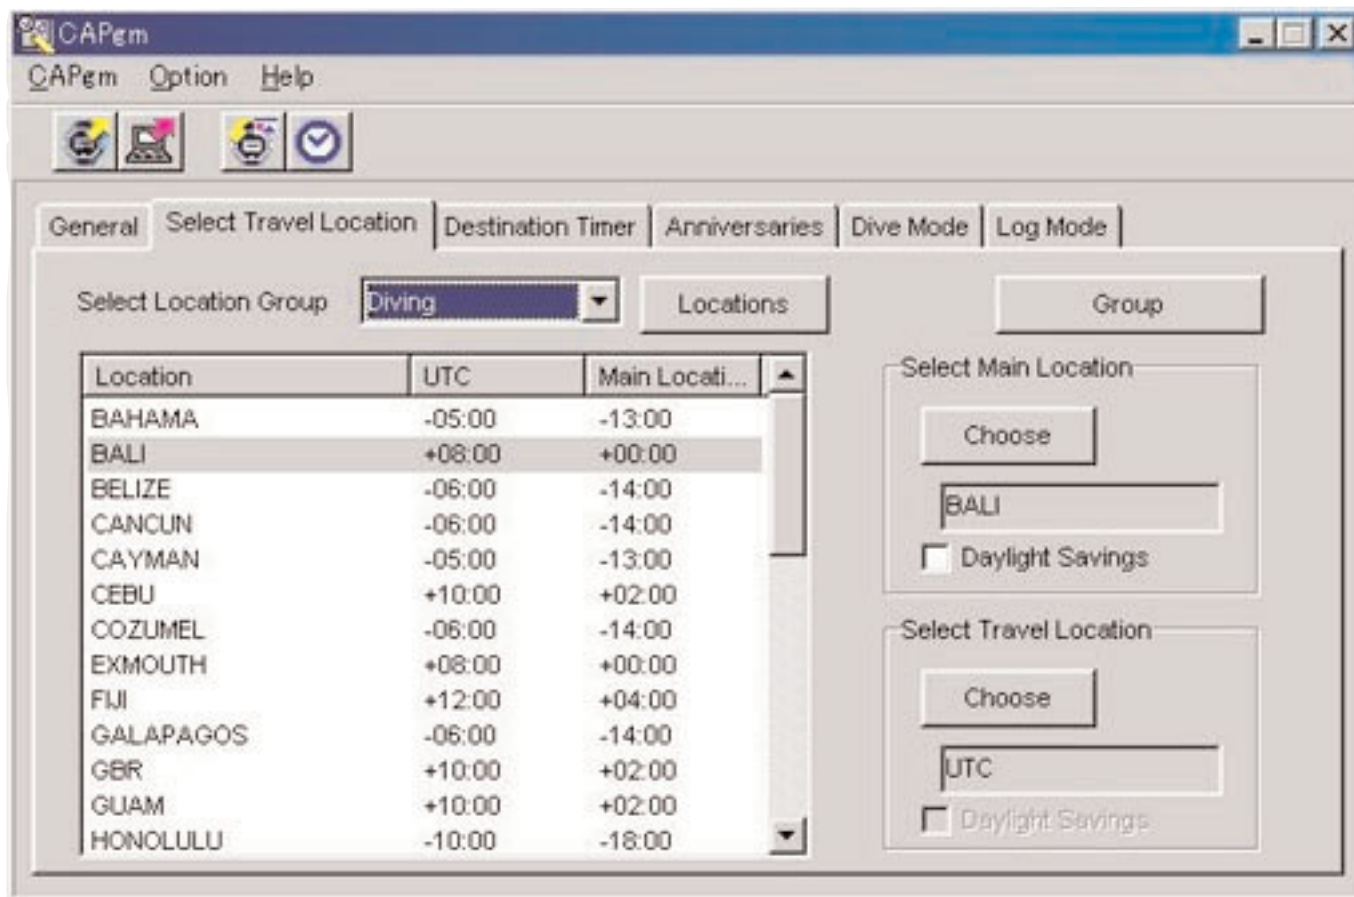 CAPgm
CAPgm Option Help
General Select Travel Location Destination Timer Anniversaries Dive Mode Log Mode
Select Location Group Diving Locations Group
Location UTC Main Locati...
BAHAMA -05:00 -13:00
BALI +08:00 +00:00
BELIZE -06:00 -14:00
CANCUN -06:00 -14:00
CAYMAN -05:00 -13:00
CEBU +10:00 +02:00
COZUMEL -06:00 -14:00
EXMOUTH +08:00 +00:00
FIJI +12:00 +04:00
GALAPAGOS -06:00 -14:00
GBR +10:00 +02:00
GUAM +10:00 +02:00
HONOLULU -10:00 -18:00
Select Main Location
Choose
BALI
Daylight Savings
Select Travel Location
Choose
UTC
Daylight Savings